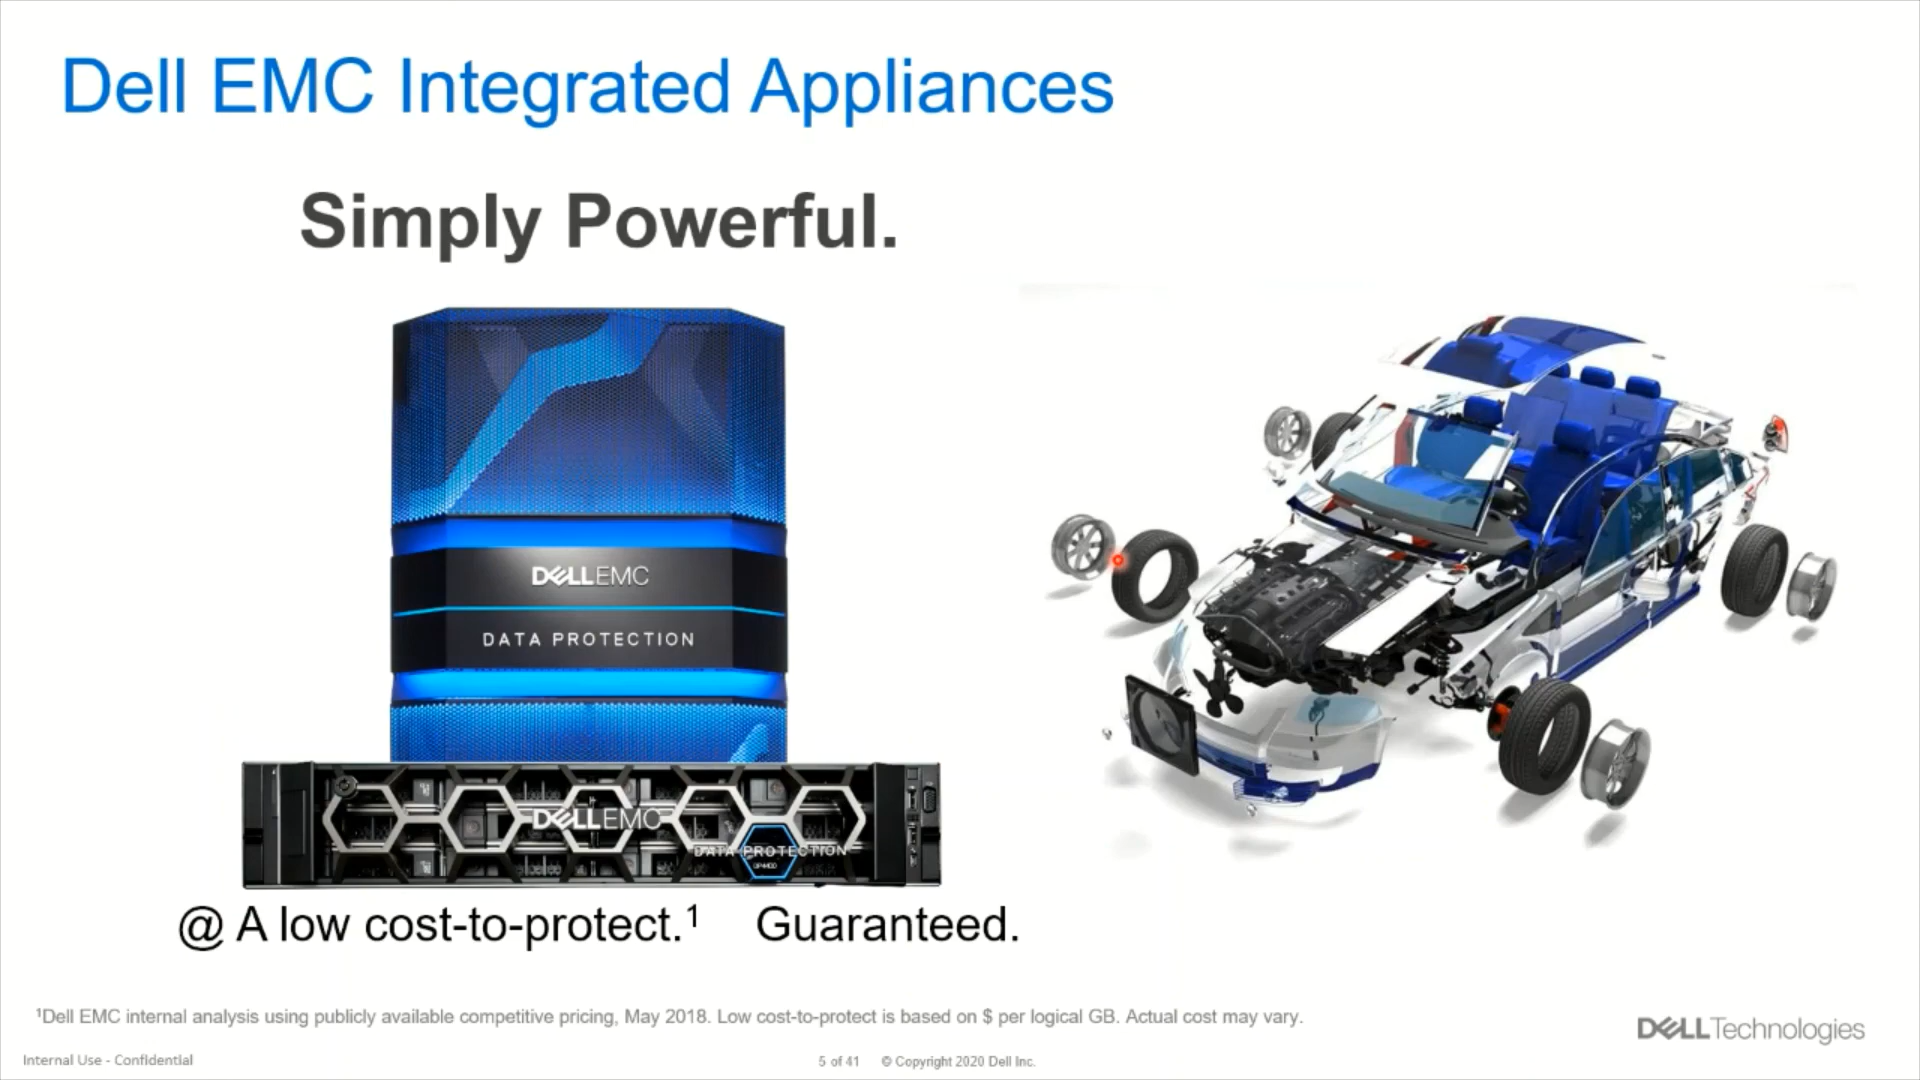 Dell EMC Integrated Appliances
Simply Powerful.
DELLEMC
DATA PROTECTION
DELLEMC
DATA PROTECTION
@ A low cost-to-protect.¹ Guaranteed.
¹Dell EMC internal analysis using publicly available competitive pricing, May 2018. Low cost-to-protect is based on $ per logical GB. Actual cost may vary.
DELLTechnologies
Internal Use - Confidential
5 of 41 © Copyright 2020 Dell Inc.